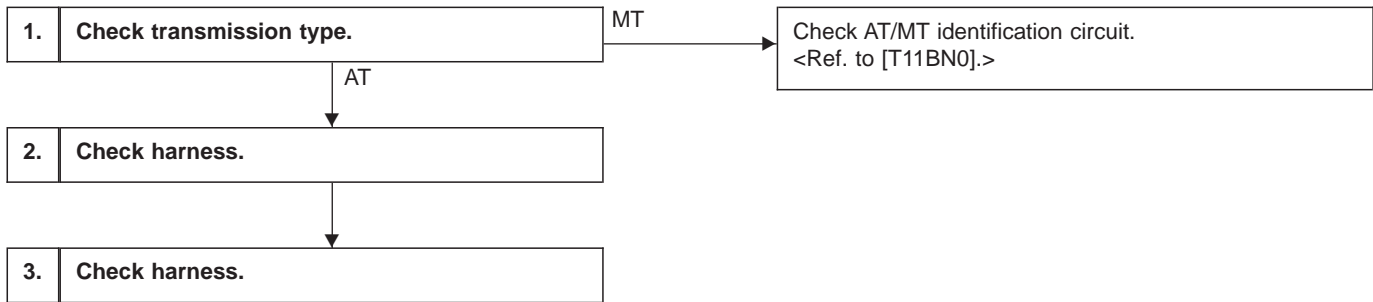 1. Check transmission type.
MT
Check AT/MT identification circuit.
<Ref. to [T11BN0].>
AT
2. Check harness.
3. Check harness.